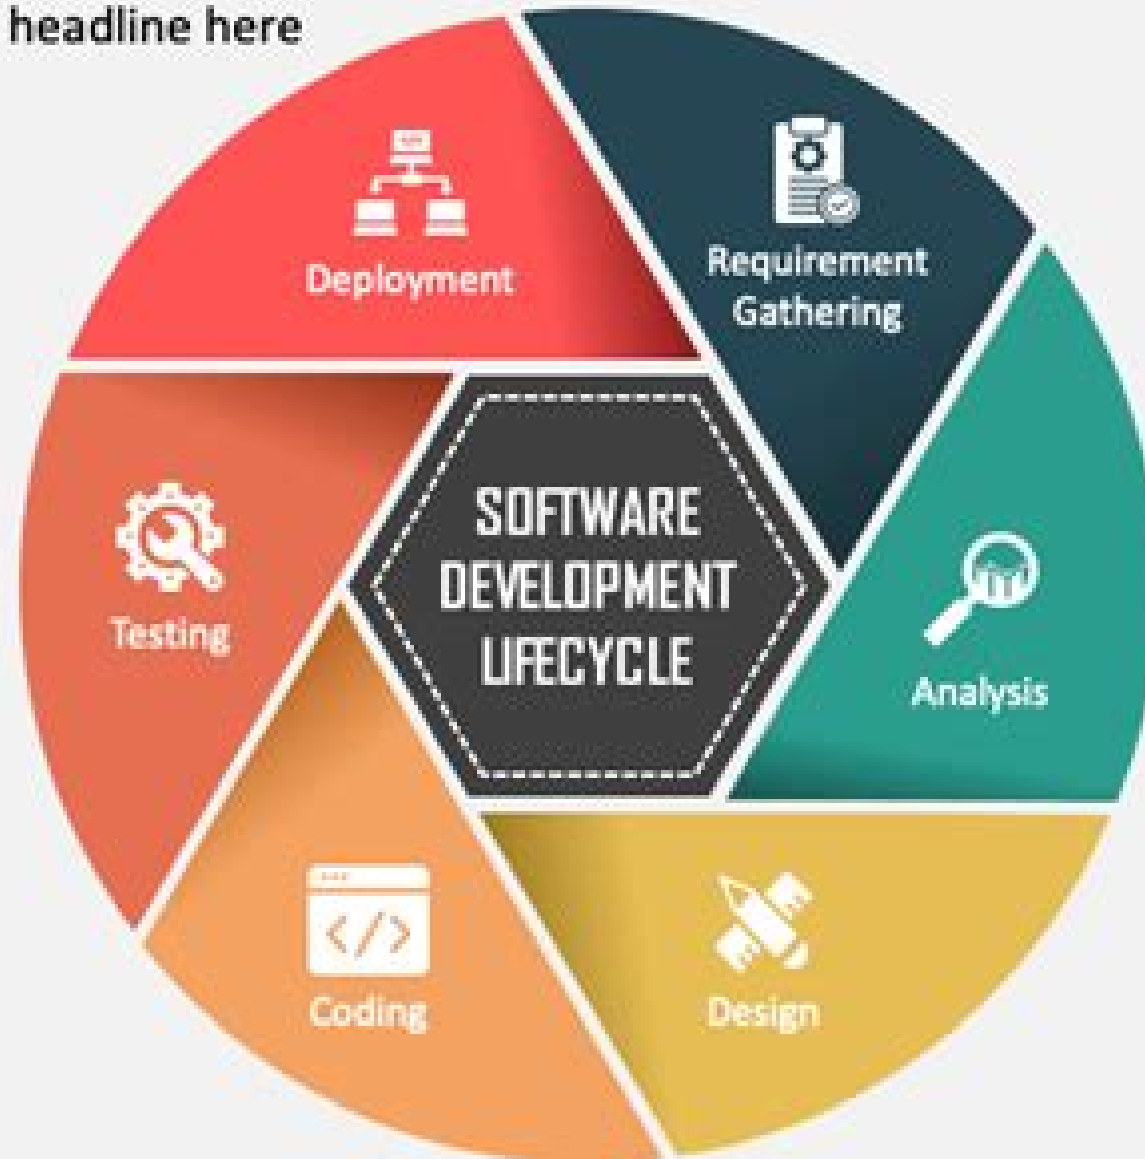 headline here
Requirement
Gathering
Analysis
Design
Coding
Testing
Deployment
SOFTWARE
DEVELOPMENT
LIFECYCLE